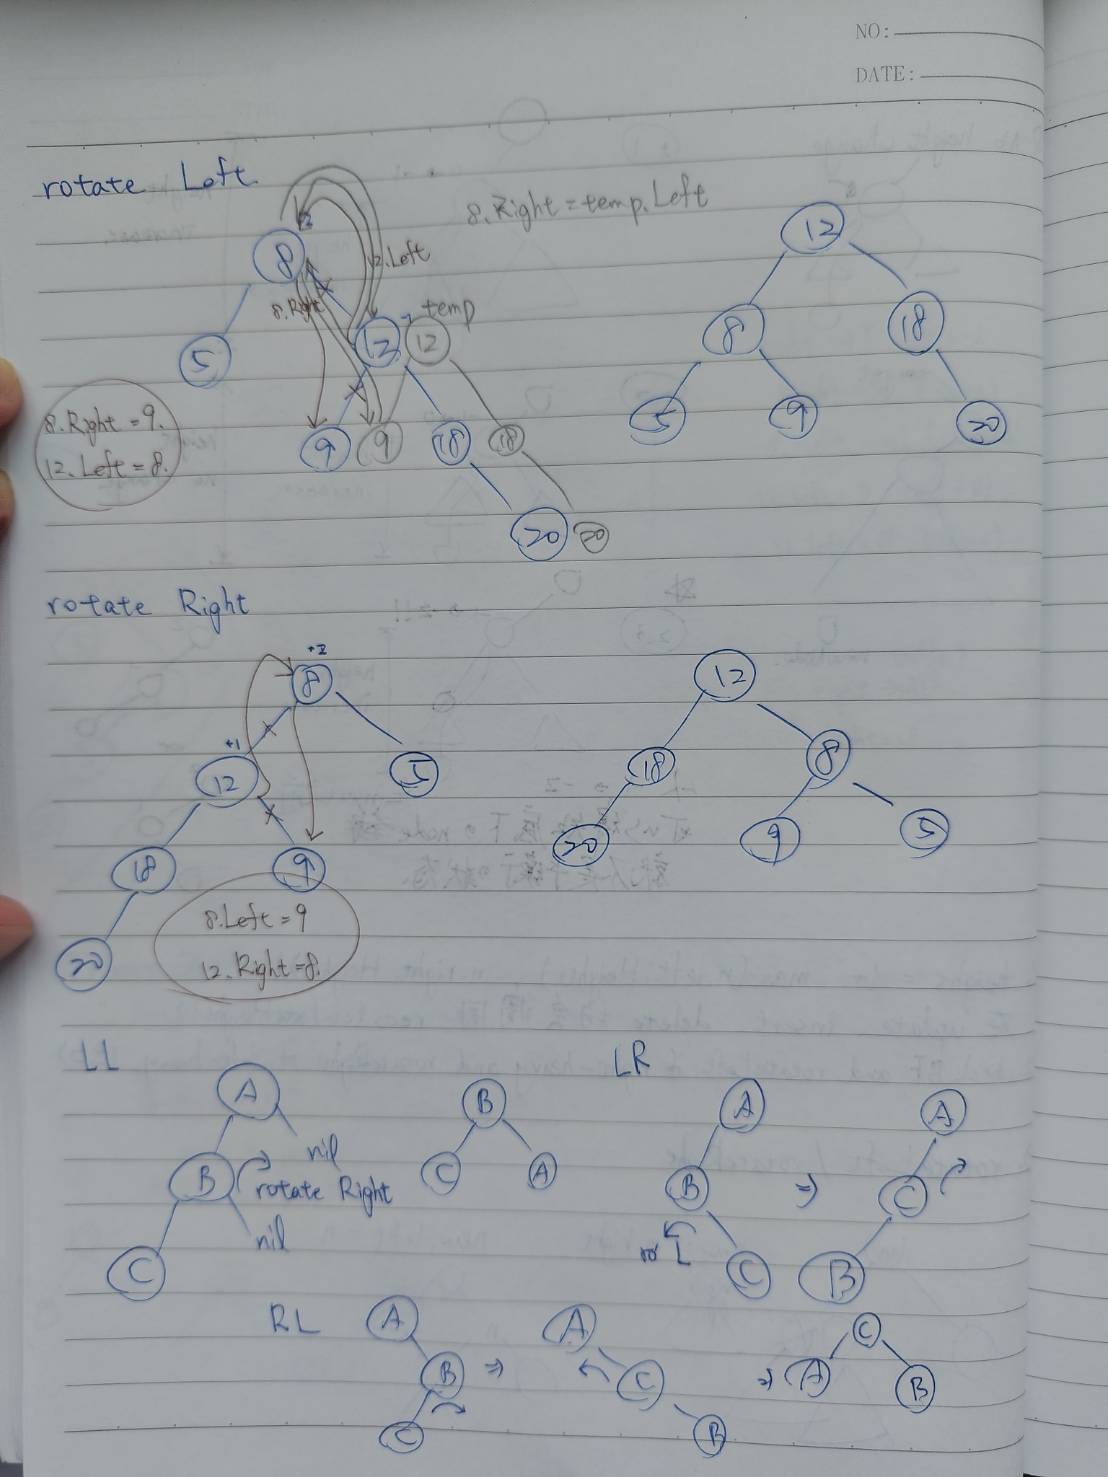 NO:
DATE:
rotate Left
8.Right = temp.Left
2
8
12.Left
8.Right
temp
5
12
12
9
9
18
18
20
20
8.Right = 9.
12.Left = 8.
12
8
18
5
9
20
rotate Right
+2
8
+1
12
5
18
9
20
8.Left = 9
12.Right = 8.
12
18
8
20
9
5
LL
A
nil
B
rotate Right
nil
C
B
C
A
LR
A
B
⇒
L
C
A
C
B
RL
A
B
⇒
C
A
C
B
⇒
C
A
B